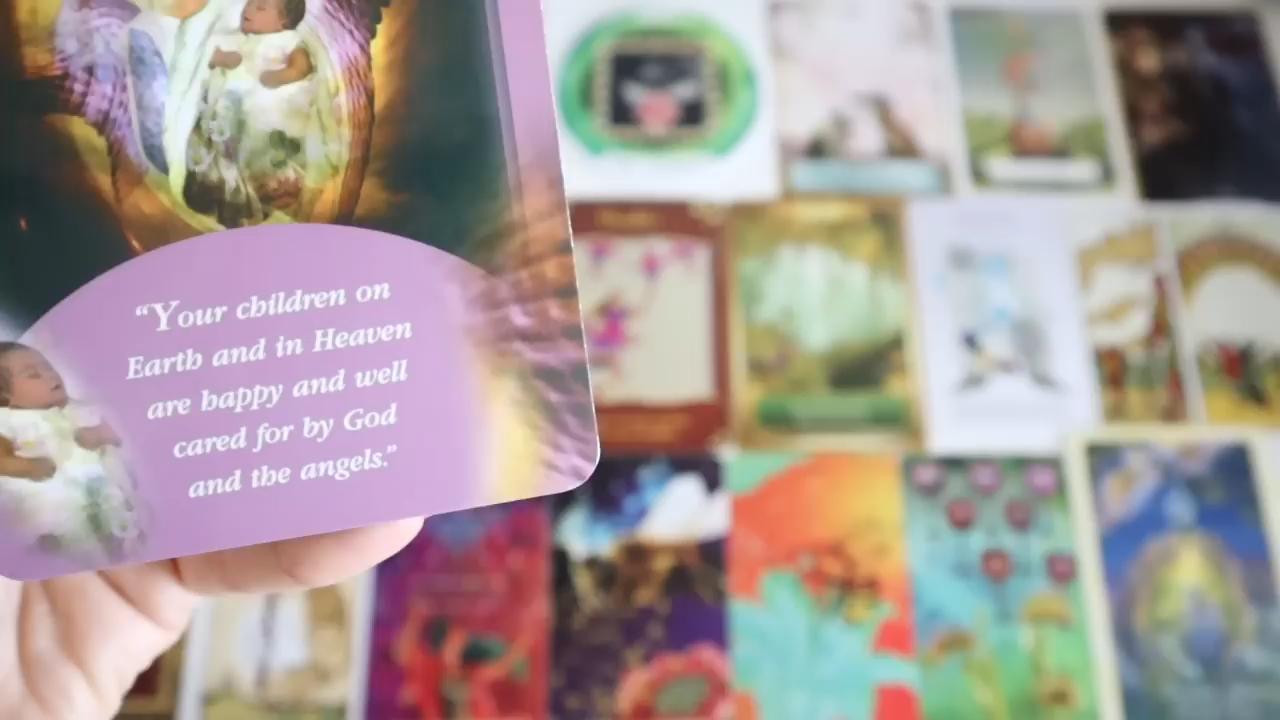 “Your children on
Earth and in Heaven
are happy and well
cared for by God
and the angels.”